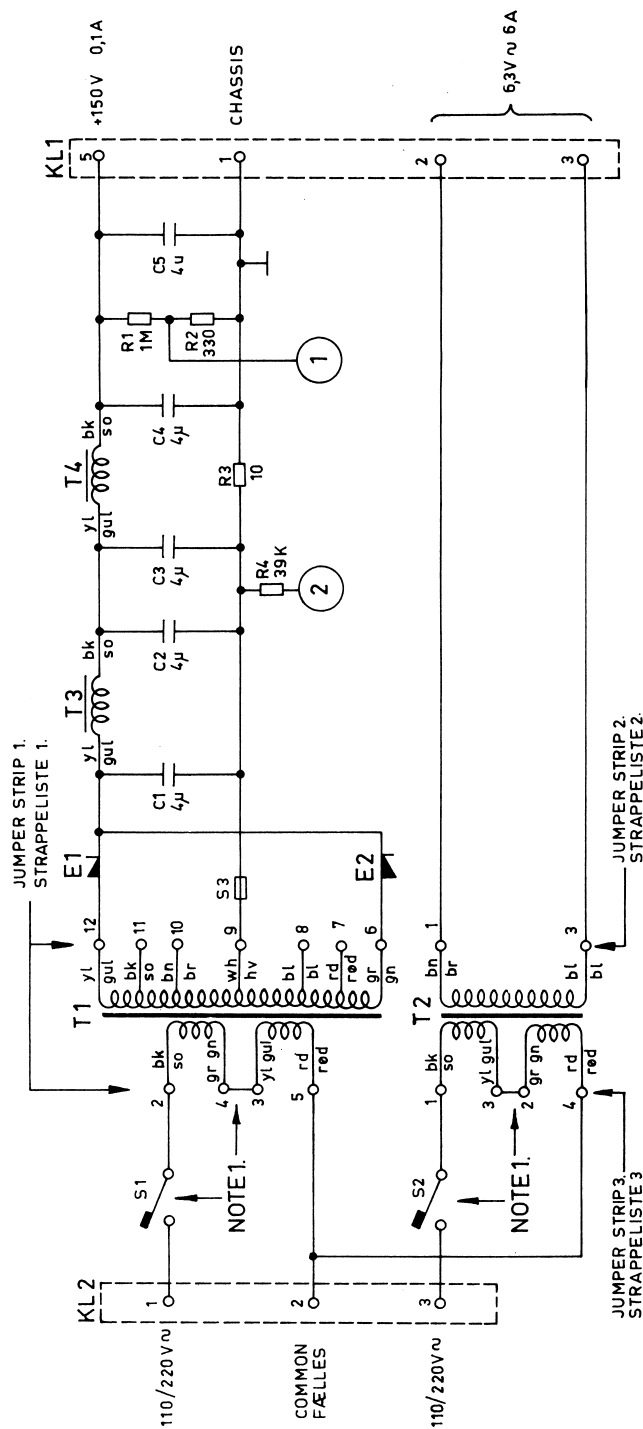 JUMPER STRIP 1.
STRAPPELISTE 1.
KL2
110/220V~
1
COMMON
FÆLLES
2
110/220V~
3
S1
NOTE 1.
S2
NOTE 1.
JUMPER STRIP 3.
STRAPPELISTE 3
2
bk
so
4
gr gn
3
yl gul
5
rd
rød
T1
1
bk
so
3
yl gul
2
gr gn
4
rd
rød
T2
yl
gul
12
bk
so
11
bn
br
10
wh
hv
9
bl
bl
8
rd
rød
7
gr
gn
6
bn
br
1
bl
bl
3
E1
S3
E2
JUMPER STRIP 2.
STRAPPELISTE 2.
C1
4µ
yl
gul
T3
bk
so
C2
4µ
C3
4µ
R4
39K
2
yl
gul
T4
bk
so
R3
10
C4
4µ
R1
1M
R2
330
1
C5
4u
KL1
5
+150V 0,1A
1
CHASSIS
2
3
6,3V~ 6A